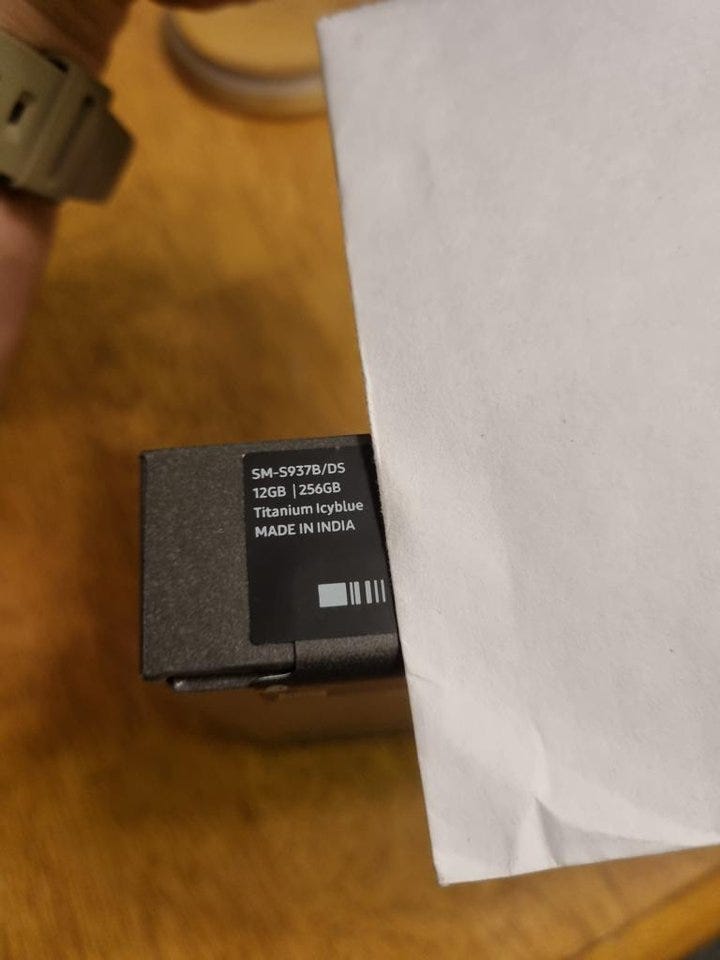 SM-S937B/DS
12GB | 256GB
Titanium Icyblue
MADE IN INDIA